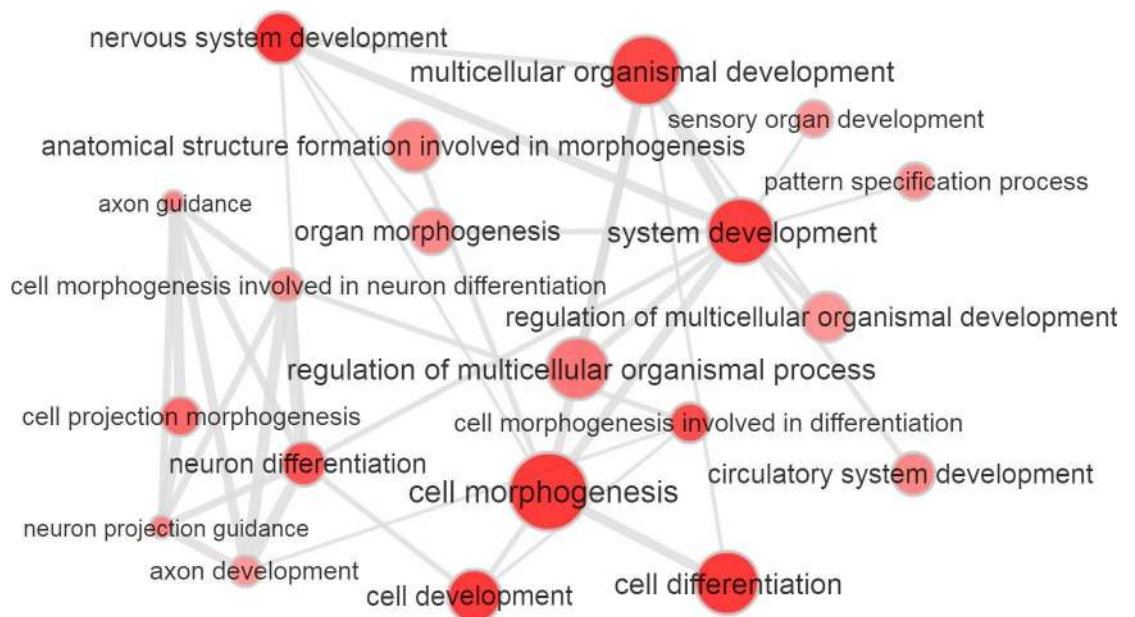 nervous system development
multicellular organismal development
sensory organ development
anatomical structure formation involved in morphogenesis
pattern specification process
axon guidance
organ morphogenesis
system development
cell morphogenesis involved in neuron differentiation
regulation of multicellular organismal development
regulation of multicellular organismal process
cell projection morphogenesis
cell morphogenesis involved in differentiation
neuron differentiation
circulatory system development
cell morphogenesis
neuron projection guidance
axon development
cell development
cell differentiation